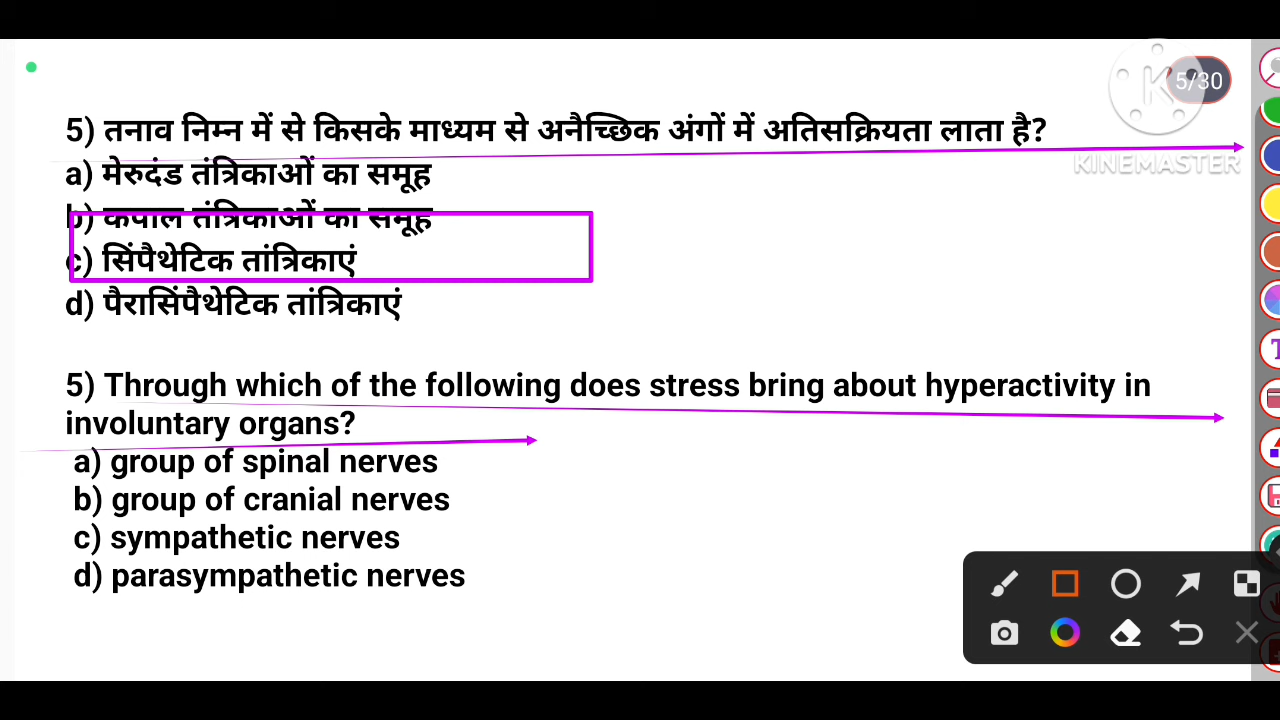 5/30
KINEMASTER
5) तनाव निम्न में से किसके माध्यम से अनैच्छिक अंगों में अतिसक्रियता लाता है?
a) मेरुदंड तंत्रिकाओं का समूह
b) कपाल तंत्रिकाओं का समूह
c) सिंपैथेटिक तांत्रिकाएं
d) पैरासिंपैथेटिक तांत्रिकाएं
5) Through which of the following does stress bring about hyperactivity in
involuntary organs?
a) group of spinal nerves
b) group of cranial nerves
c) sympathetic nerves
d) parasympathetic nerves